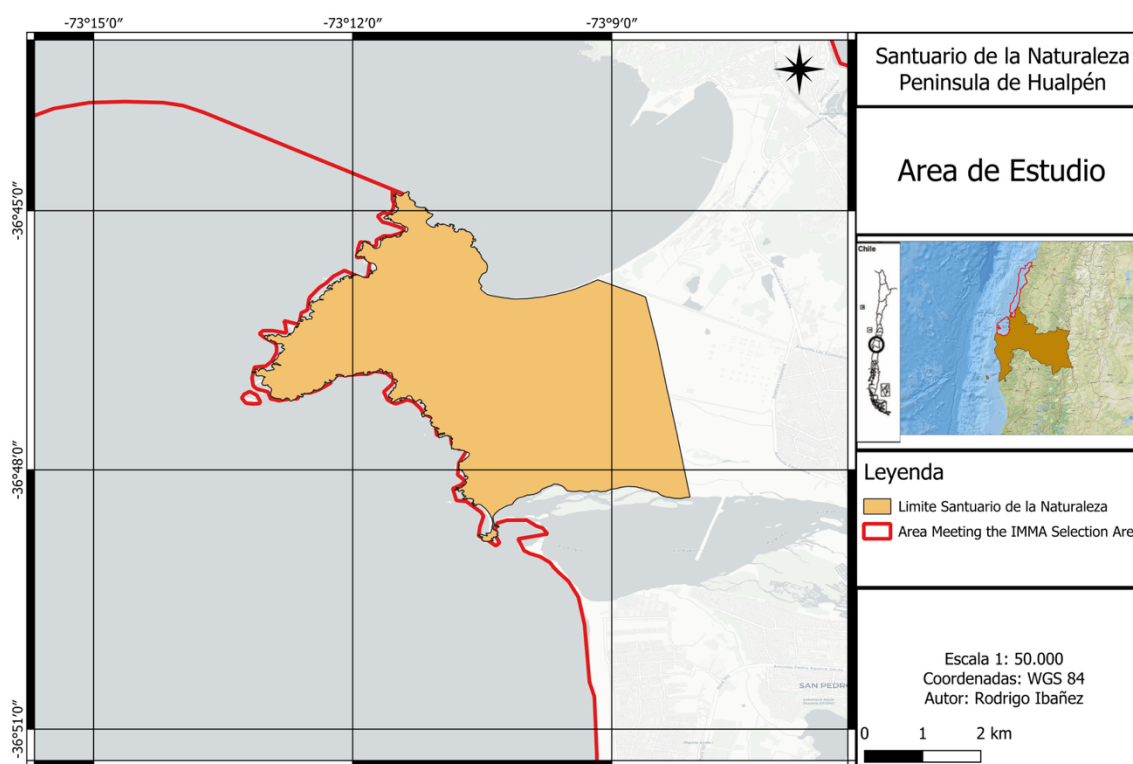 -73°15′0″
-73°12′0″
-73°9′0″
-36°45′0″
-36°48′0″
-36°51′0″
SAN PEDRO
Santuario de la Naturaleza
Peninsula de Hualpén
Area de Estudio
Chile
Leyenda
Limite Santuario de la Naturaleza
Area Meeting the IMMA Selection Are
Escala 1: 50.000
Coordenadas: WGS 84
Autor: Rodrigo Ibañez
0 1 2 km